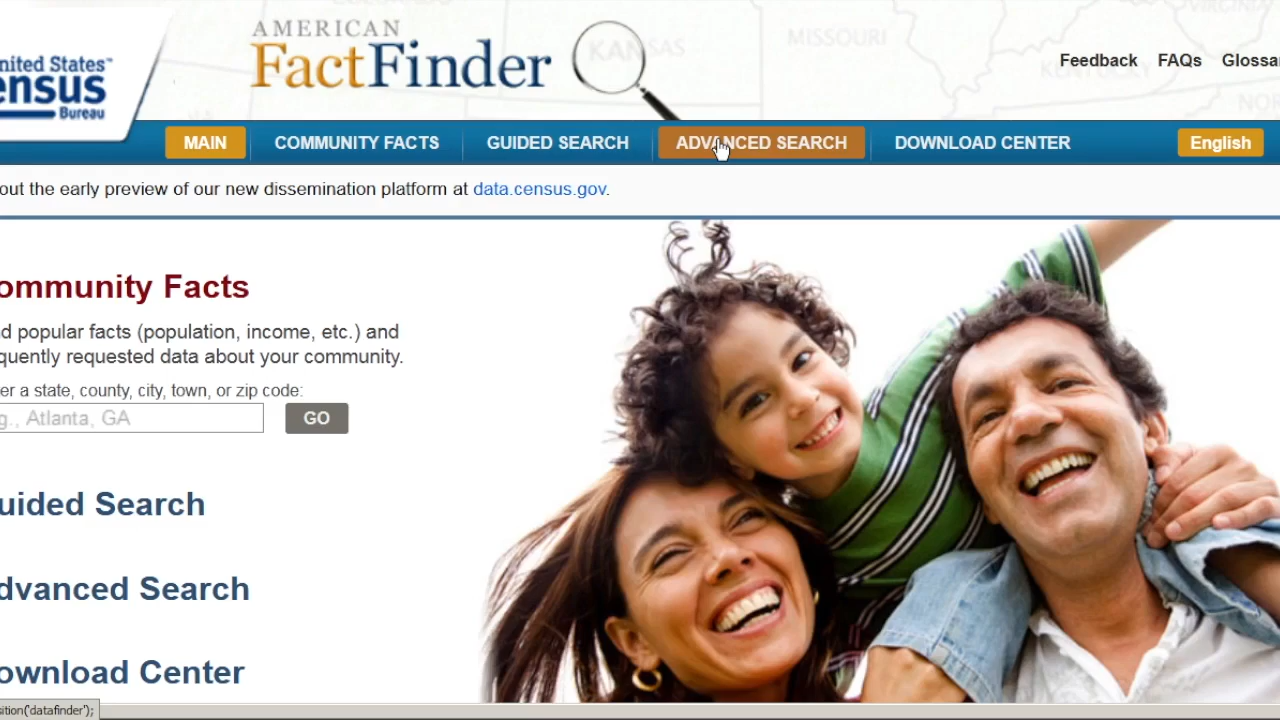 AMERICAN
FactFinder
United States™
Census
Bureau
KANSAS
MISSOURI
KENTUCKY
VIRGINIA
Feedback FAQs
MAIN COMMUNITY FACTS GUIDED SEARCH ADVANCED SEARCH DOWNLOAD CENTER English
out the early preview of our new dissemination platform at data.census.gov.
ommunity Facts
d popular facts (population, income, etc.) and
quently requested data about your community.
er a state, county, city, town, or zip code:
g., Atlanta, GA GO
uided Search
dvanced Search
ownload Center
ition('datafinder');